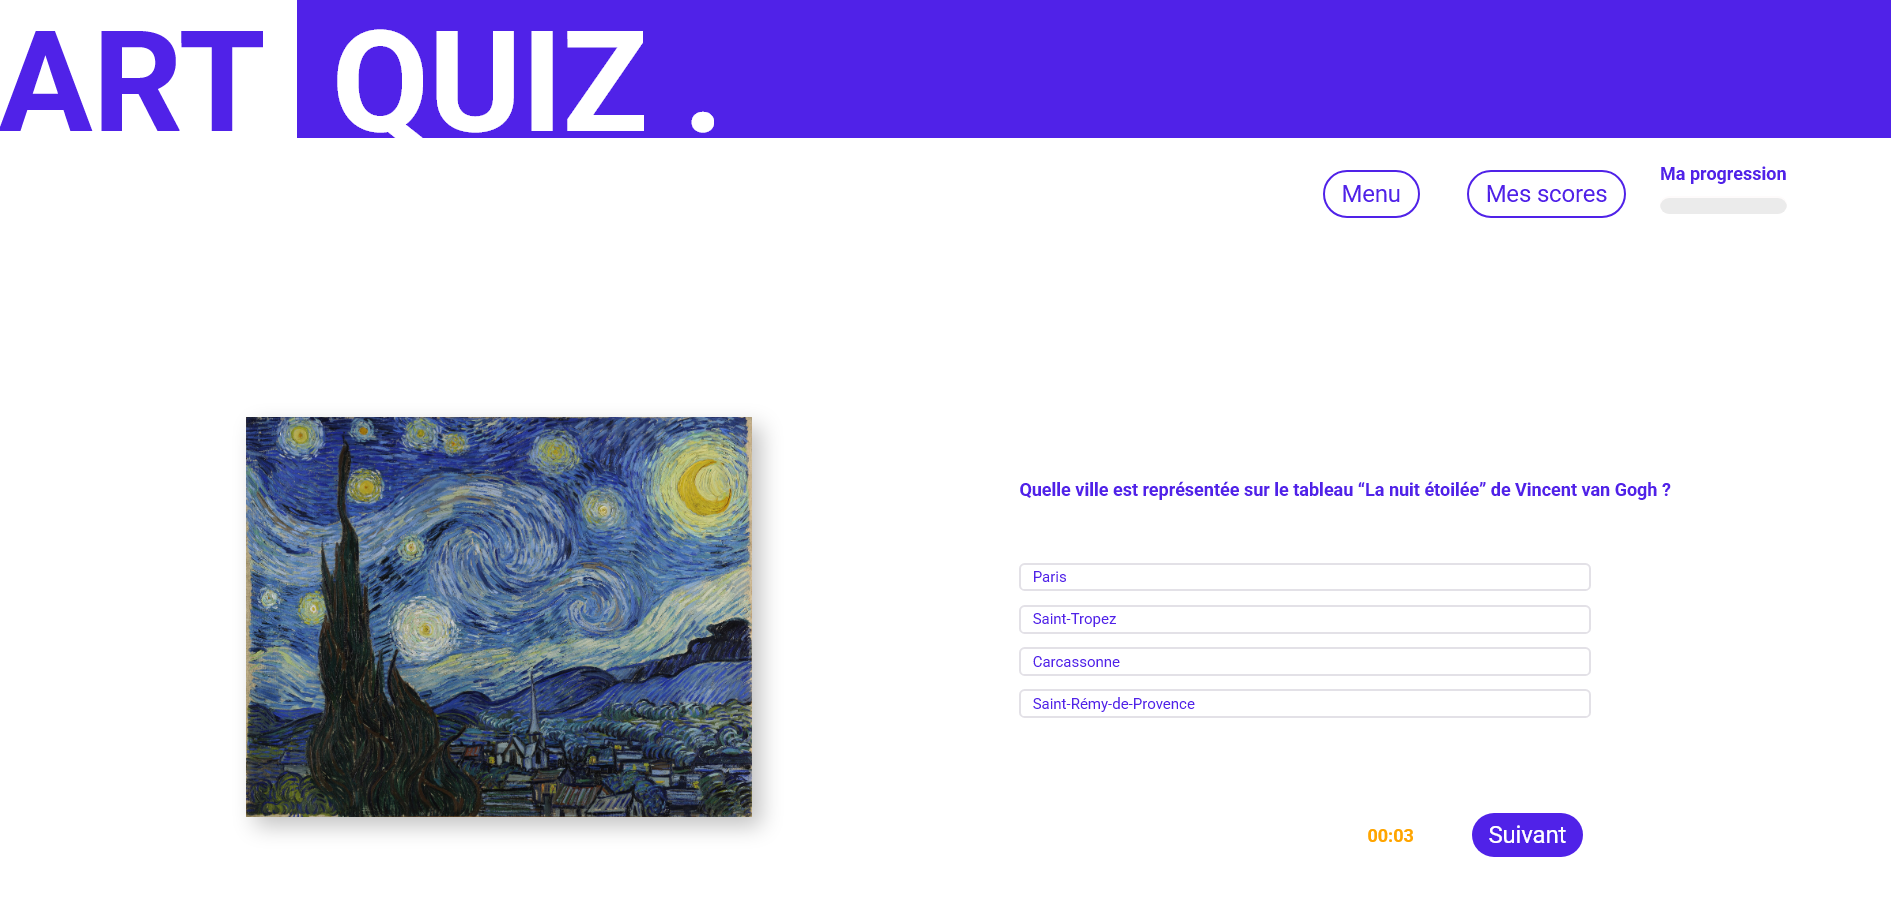 ART QUIZ .
Menu
Mes scores
Ma progression
Quelle ville est représentée sur le tableau “La nuit étoilée” de Vincent van Gogh ?
Paris
Saint-Tropez
Carcassonne
Saint-Rémy-de-Provence
00:03
Suivant